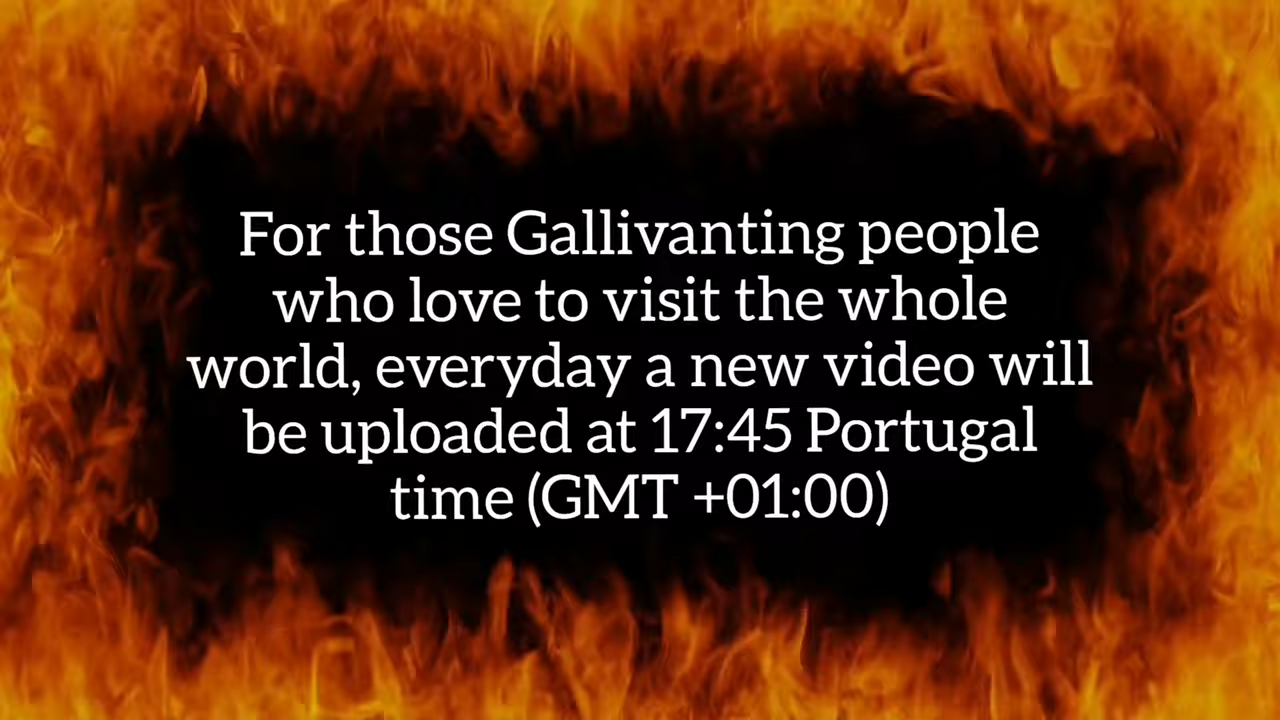 For those Gallivanting people
who love to visit the whole
world, everyday a new video will
be uploaded at 17:45 Portugal
time (GMT +01:00)